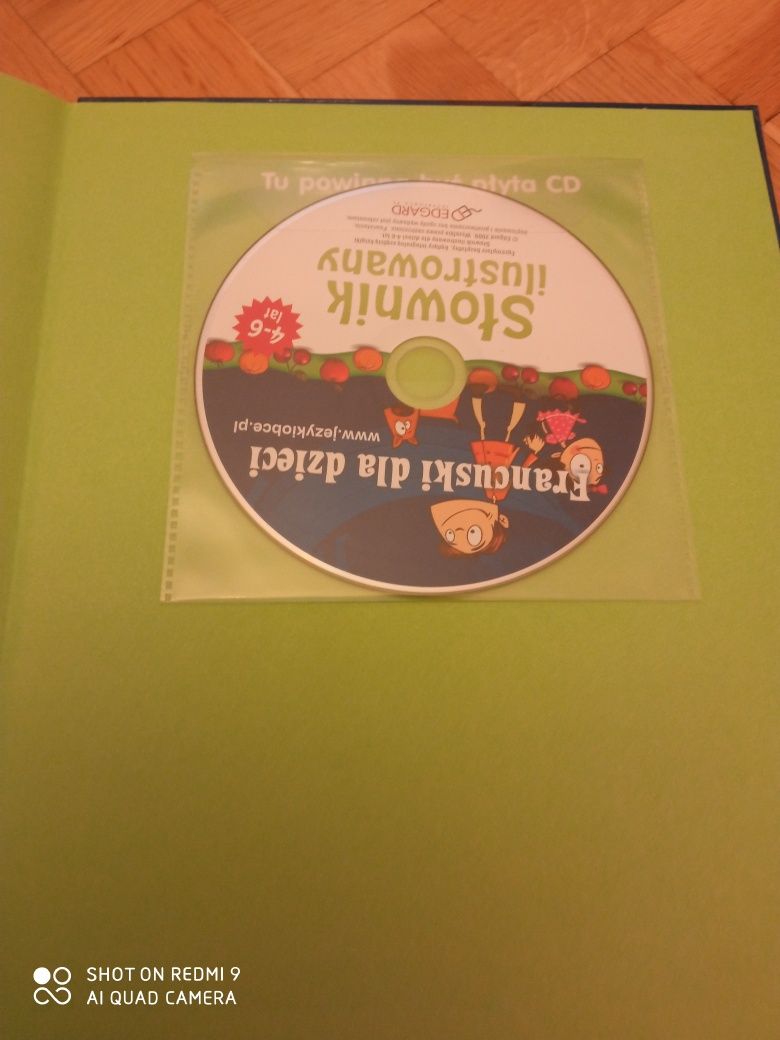 Tu powinna być płyta CD
Francuski dla dzieci
www.jezykiobce.pl
4-6
lat
Słownik
ilustrowany
EDGARD
SHOT ON REDMI 9
AI QUAD CAMERA